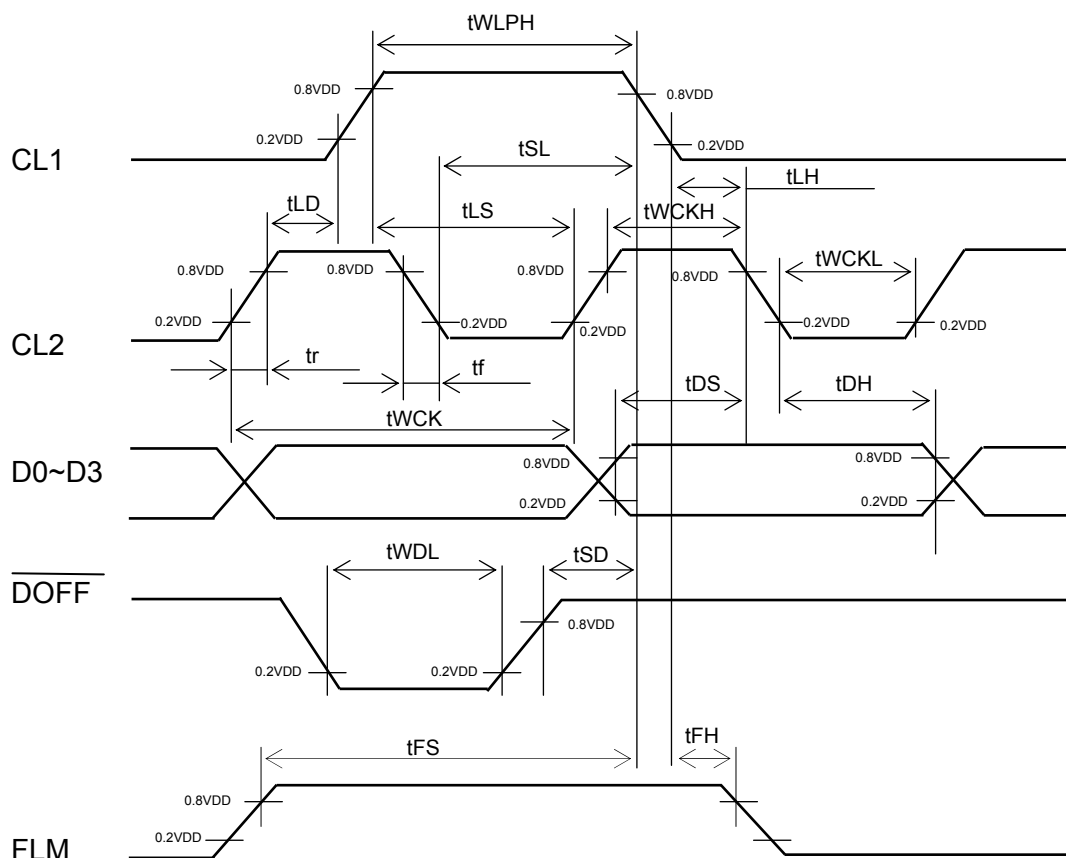 tWLPH
0.8VDD
0.8VDD
0.2VDD
0.2VDD
CL1
tSL
tLH
tLD
tLS
tWCKH
0.8VDD
0.8VDD
0.8VDD
0.8VDD
tWCKL
0.2VDD
0.2VDD
0.2VDD
0.2VDD
0.2VDD
CL2
tr
tf
tDS
tDH
tWCK
D0~D3
0.8VDD
0.8VDD
0.2VDD
0.2VDD
tWDL
tSD
DOFF
0.8VDD
0.2VDD
0.2VDD
tFS
tFH
0.8VDD
0.2VDD
FLM